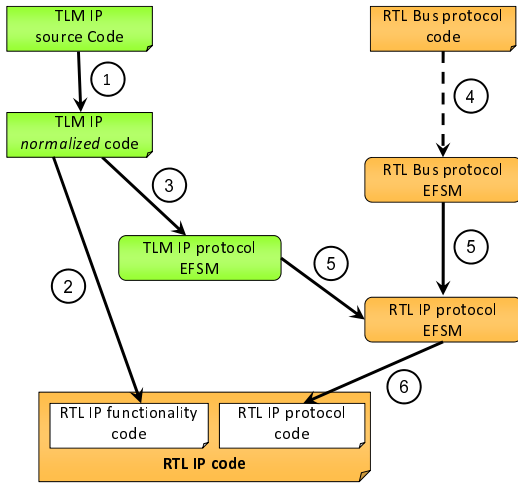 TLM IP
source Code
RTL Bus protocol
code
1
4
TLM IP
normalized code
3
RTL Bus protocol
EFSM
TLM IP protocol
EFSM
5
5
2
RTL IP protocol
EFSM
6
RTL IP functionality
code
RTL IP protocol
code
RTL IP code